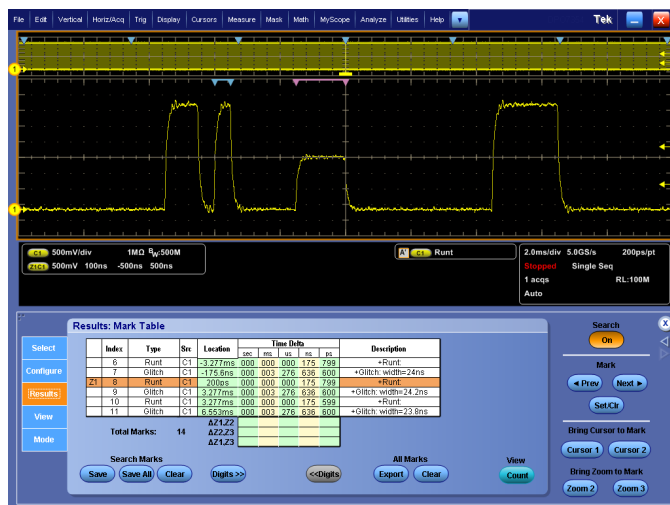 File Edit Vertical Horiz/Acq Trig Display Cursors Measure Mask Math MyScope Analyze Utilities Help Tek X
1
1
C1 500mV/div 1MΩ BW:500M
Z1C1 500mV 100ns -500ns 500ns
A' C1 Runt
2.0ms/div 5.0GS/s 200ps/pt
Stopped Single Seq
1 acqs RL:100M
Auto
Results: Mark Table
Select
Configure
Results
View
Mode
Index Type Src Location Time Delta Description
sec ms us ns ps
6 Runt C1 -3.277ms 000 000 000 175 799 +Runt:
7 Glitch C1 -175.6ns 000 003 276 636 600 +Glitch: width=24ns
Z1 8 Runt C1 200ps 000 000 000 175 799 +Runt:
9 Glitch C1 3.277ms 000 003 276 636 600 +Glitch: width=24.2ns
10 Runt C1 3.277ms 000 000 000 175 599 +Runt:
11 Glitch C1 6.553ms 000 003 276 636 600 +Glitch: width=23.8ns
Total Marks: 14
ΔZ1,Z2
ΔZ2,Z3
ΔZ1,Z3
Search Marks
Save Save All Clear
Digits >>
<<Digits
All Marks
Export Clear
View
Count
Search
On
X
Mark
◄ Prev Next ►
Set/Clr
Bring Cursor to Mark
Cursor 1 Cursor 2
Bring Zoom to Mark
Zoom 2 Zoom 3